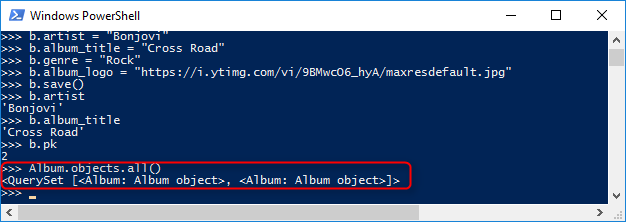 Windows PowerShell
>>> b.artist = "Bonjovi"
>>> b.album_title = "Cross Road"
>>> b.genre = "Rock"
>>> b.album_logo = "https://i.ytimg.com/vi/9BMwcO6_hyA/maxresdefault.jpg"
>>> b.save()
>>> b.artist
'Bonjovi'
>>> b.album_title
'Cross Road'
>>> b.pk
2
>>> Album.objects.all()
<QuerySet [<Album: Album object>, <Album: Album object>]>
>>> _